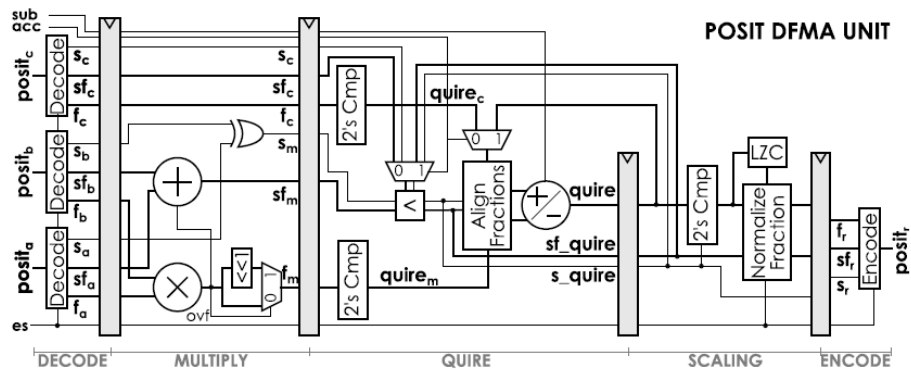 sub
acc
POSIT DFMA UNIT
posit_c
Decode
s_c
sf_c
f_c
s_c
sf_c
f_c
2's Cmp
quire_c
0 1
0 1
posit_b
Decode
s_b
sf_b
f_b
+
s_m
sf_m
<
Align Fractions
+
−
quire
sf_quire
s_quire
2's Cmp
LZC
Normalize Fraction
posit_a
Decode
s_a
sf_a
f_a
×
ovf
<<1
0 1
f_m
2's Cmp
quire_m
f_r
sf_r
s_r
Encode
posit_r
es
DECODE
MULTIPLY
QUIRE
SCALING
ENCODE